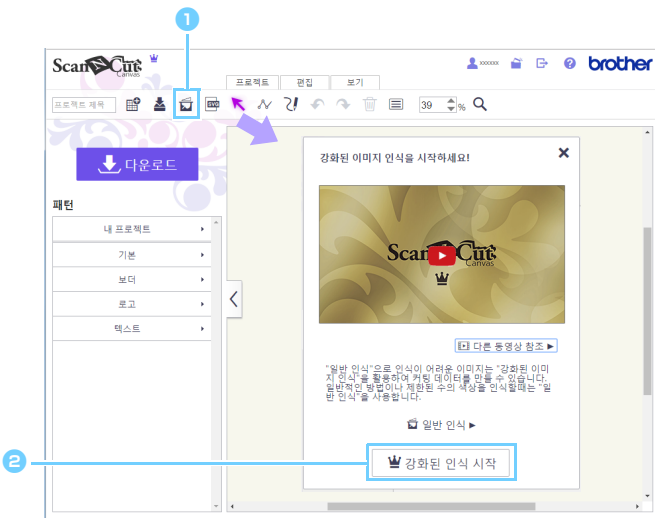 1
ScanNCut
Canvas
xxxxxx
brother
프로젝트 편집 보기
프로젝트 제목
SVG
39 %
다운로드
패턴
내 프로젝트
기본
보더
로고
텍스트
강화된 이미지 인식을 시작하세요!
ScanNCut
Canvas
다른 동영상 참조 ▶
"일반 인식"으로 인식이 어려운 이미지는 "강화된 이미
지 인식"을 활용하여 커팅 데이터를 만들 수 있습니다.
일반적인 방법이나 제한된 수의 색상을 인식할때는 "일
반 인식"을 사용합니다.
일반 인식 ▶
2
강화된 인식 시작